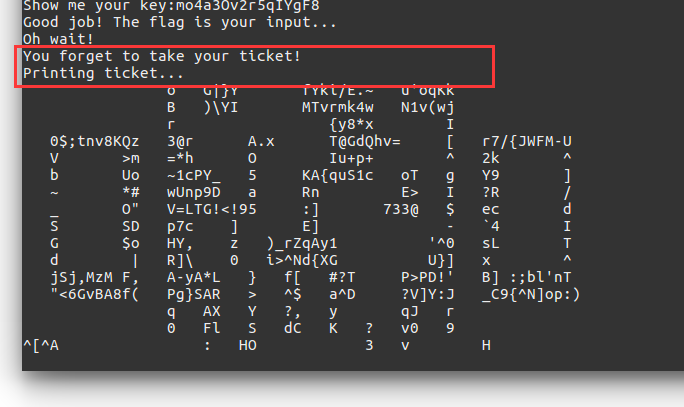 Show me your key:mo4a3Ov2r5qIYgF8
Good job! The flag is your input...
Oh wait!
You forget to take your ticket!
Printing ticket...
o G|}Y fYkl/E.~ u'oqKk
B )\YI MTvrmk4w N1v(wj
r {y8*x I
0$;tnv8KQz 3@r A.x T@GdQhv= [ r7/{JWFM-U
V >m =*h O Iu+p+ ^ 2k ^
b Uo ~1cPY_ 5 KA{quS1c oT g Y9 ]
~ *# wUnp9D a Rn E> I ?R /
_ O" V=LTG!<!95 :] 733@ $ ec d
S SD p7c ] E] - `4 I
G $o HY, z )_rZqAy1 '^0 sL T
d | R]\ 0 i>^Nd{XG U}] x ^
jSj,MzM F, A-yA*L } f[ #?T P>PD!' B] :;bl'nT
"<6GvBA8f( Pg}SAR > ^$ a^D ?V]Y:J _C9{^N]op:)
q AX Y ?, y qJ r
0 Fl S dC K ? v0 9
^[^A : HO 3 v H